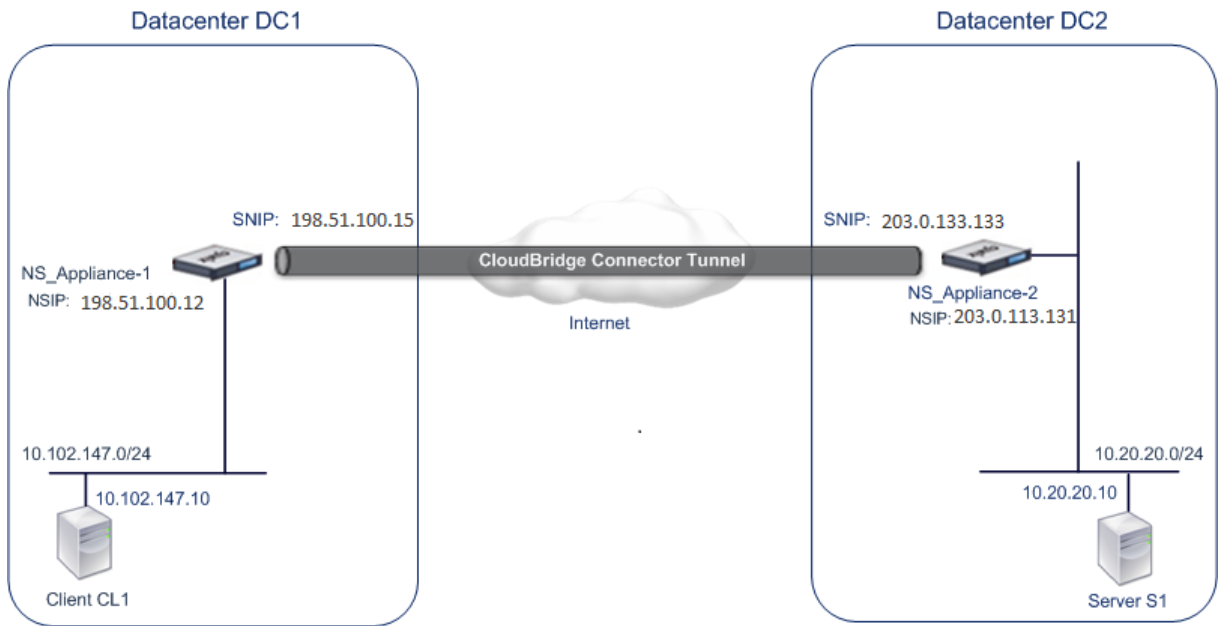 Datacenter DC1
Datacenter DC2
SNIP: 198.51.100.15
SNIP: 203.0.133.133
CloudBridge Connector Tunnel
NS_Appliance-1
NSIP: 198.51.100.12
NS_Appliance-2
NSIP: 203.0.113.131
Internet
10.102.147.0/24
10.20.20.0/24
10.102.147.10
10.20.20.10
Client CL1
Server S1